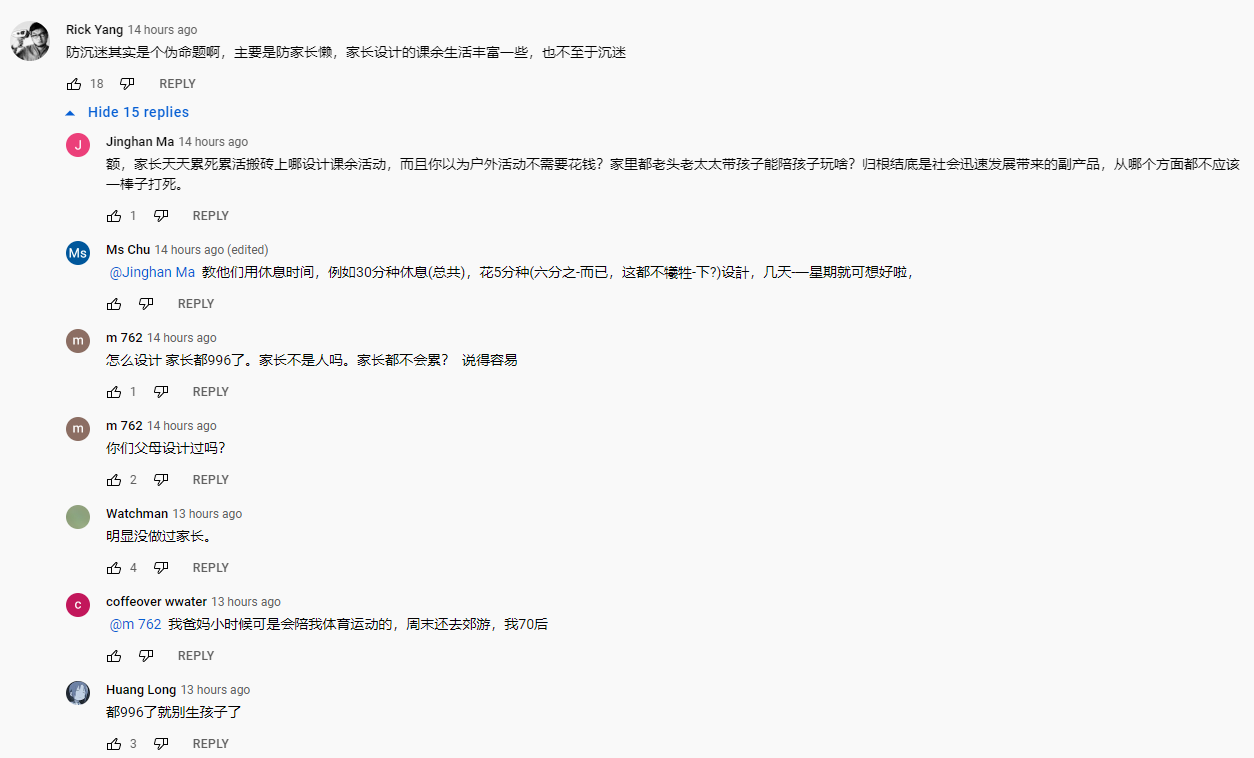 Rick Yang 14 hours ago
防沉迷其实是个伪命题啊，主要是防家长懒，家长设计的课余生活丰富一些，也不至于沉迷
18 REPLY
Hide 15 replies
J
Jinghan Ma 14 hours ago
额，家长天天累死累活搬砖上哪设计课余活动，而且你以为户外活动不需要花钱？家里都老头老太太带孩子能陪孩子玩啥？归根结底是社会迅速发展带来的副产品，从哪个方面都不应该
一棒子打死。
1 REPLY
Ms
Ms Chu 14 hours ago (edited)
@Jinghan Ma 教他们用休息时间，例如30分种休息(总共)，花5分种(六分之-而已，这都不犠牲-下?)设計，几天──星期就可想好啦，
REPLY
m
m 762 14 hours ago
怎么设计 家长都996了。家长不是人吗。家长都不会累？ 说得容易
1 REPLY
m
m 762 14 hours ago
你们父母设计过吗？
2 REPLY
Watchman 13 hours ago
明显没做过家长。
4 REPLY
c
coffeover wwater 13 hours ago
@m 762 我爸妈小时候可是会陪我体育运动的，周末还去郊游，我70后
REPLY
Huang Long 13 hours ago
都996了就别生孩子了
3 REPLY